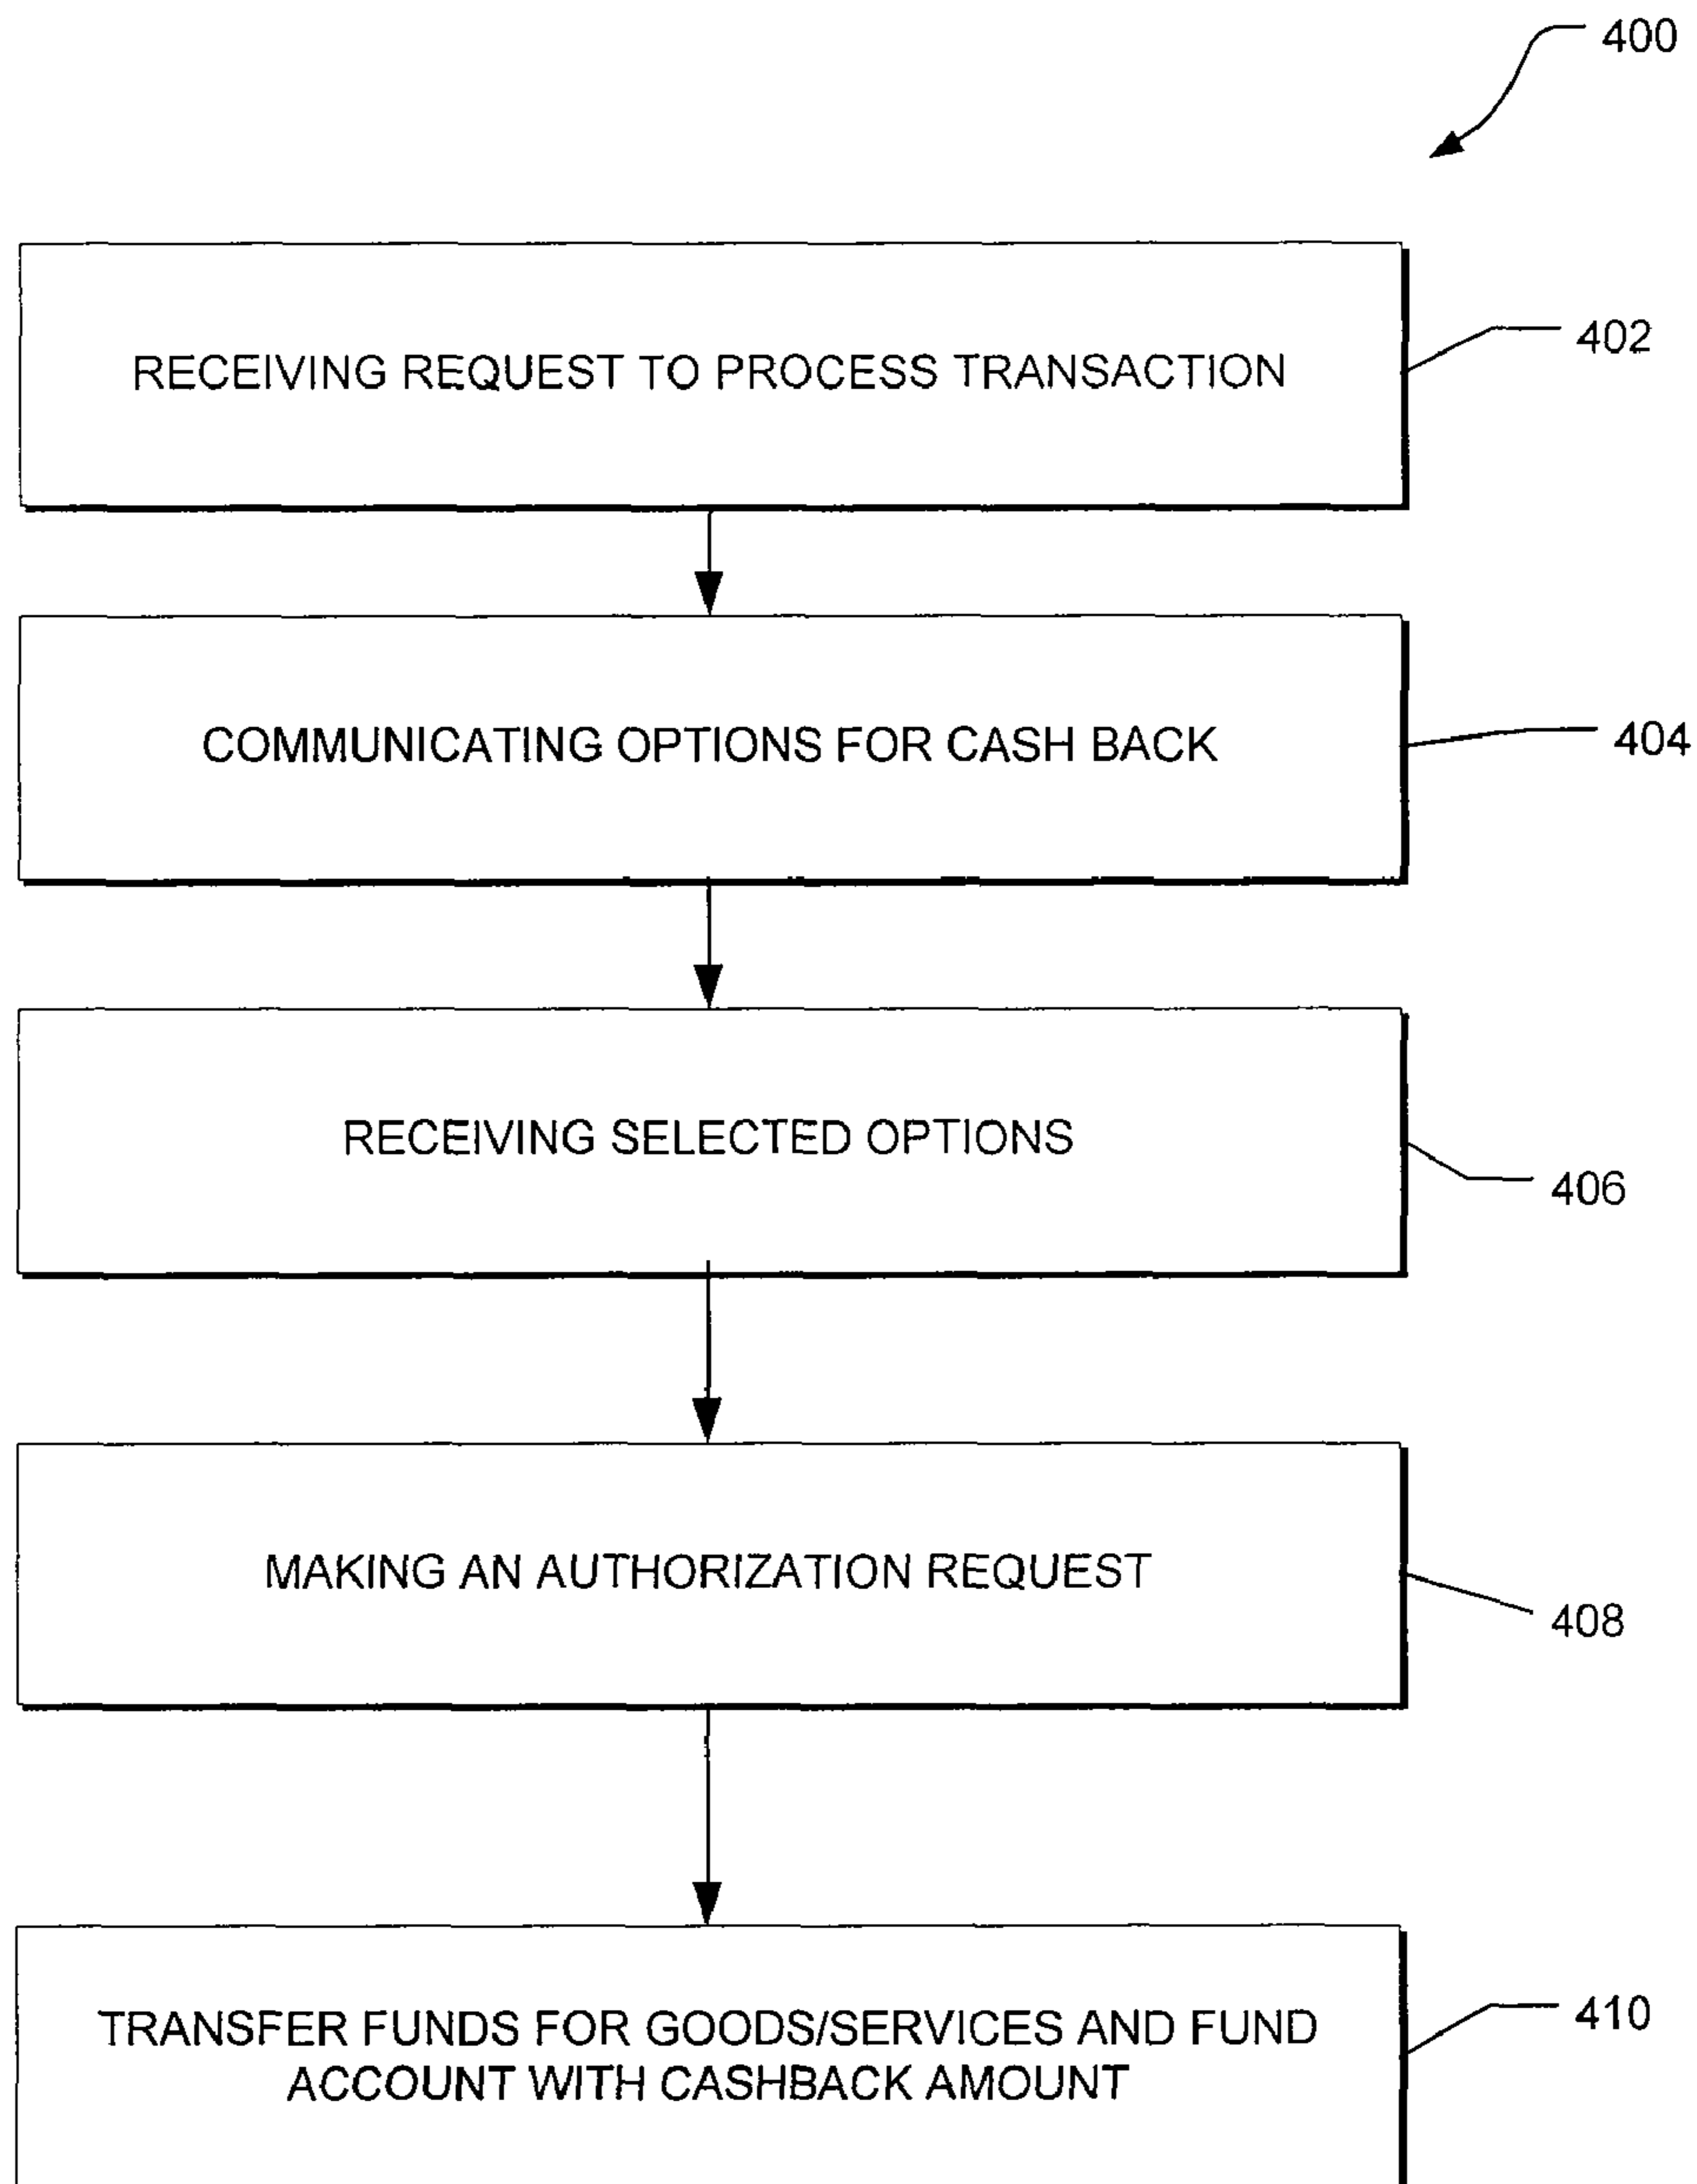 400
RECEIVING REQUEST TO PROCESS TRANSACTION
402
COMMUNICATING OPTIONS FOR CASH BACK
404
RECEIVING SELECTED OPTIONS
406
MAKING AN AUTHORIZATION REQUEST
408
TRANSFER FUNDS FOR GOODS/SERVICES AND FUND
ACCOUNT WITH CASHBACK AMOUNT
410